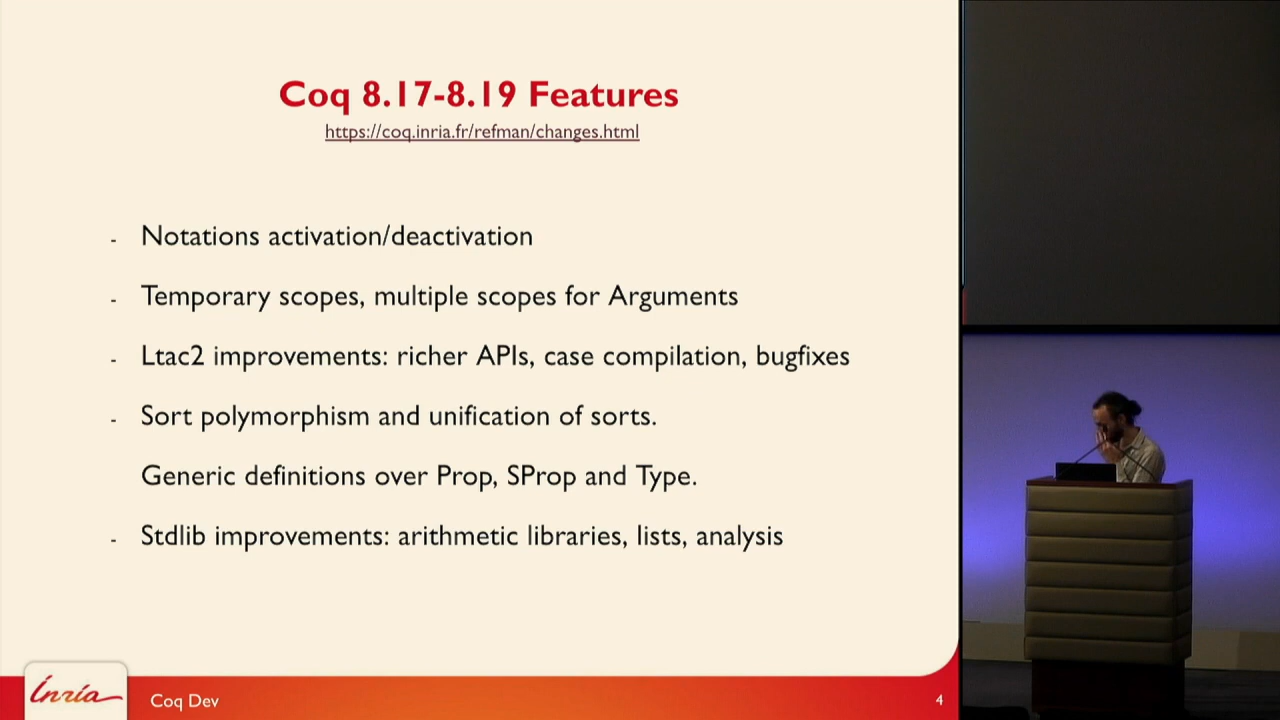 Coq 8.17-8.19 Features
https://coq.inria.fr/refman/changes.html
- Notations activation/deactivation
- Temporary scopes, multiple scopes for Arguments
- Ltac2 improvements: richer APIs, case compilation, bugfixes
- Sort polymorphism and unification of sorts.
Generic definitions over Prop, SProp and Type.
- Stdlib improvements: arithmetic libraries, lists, analysis
Inria
Coq Dev
4